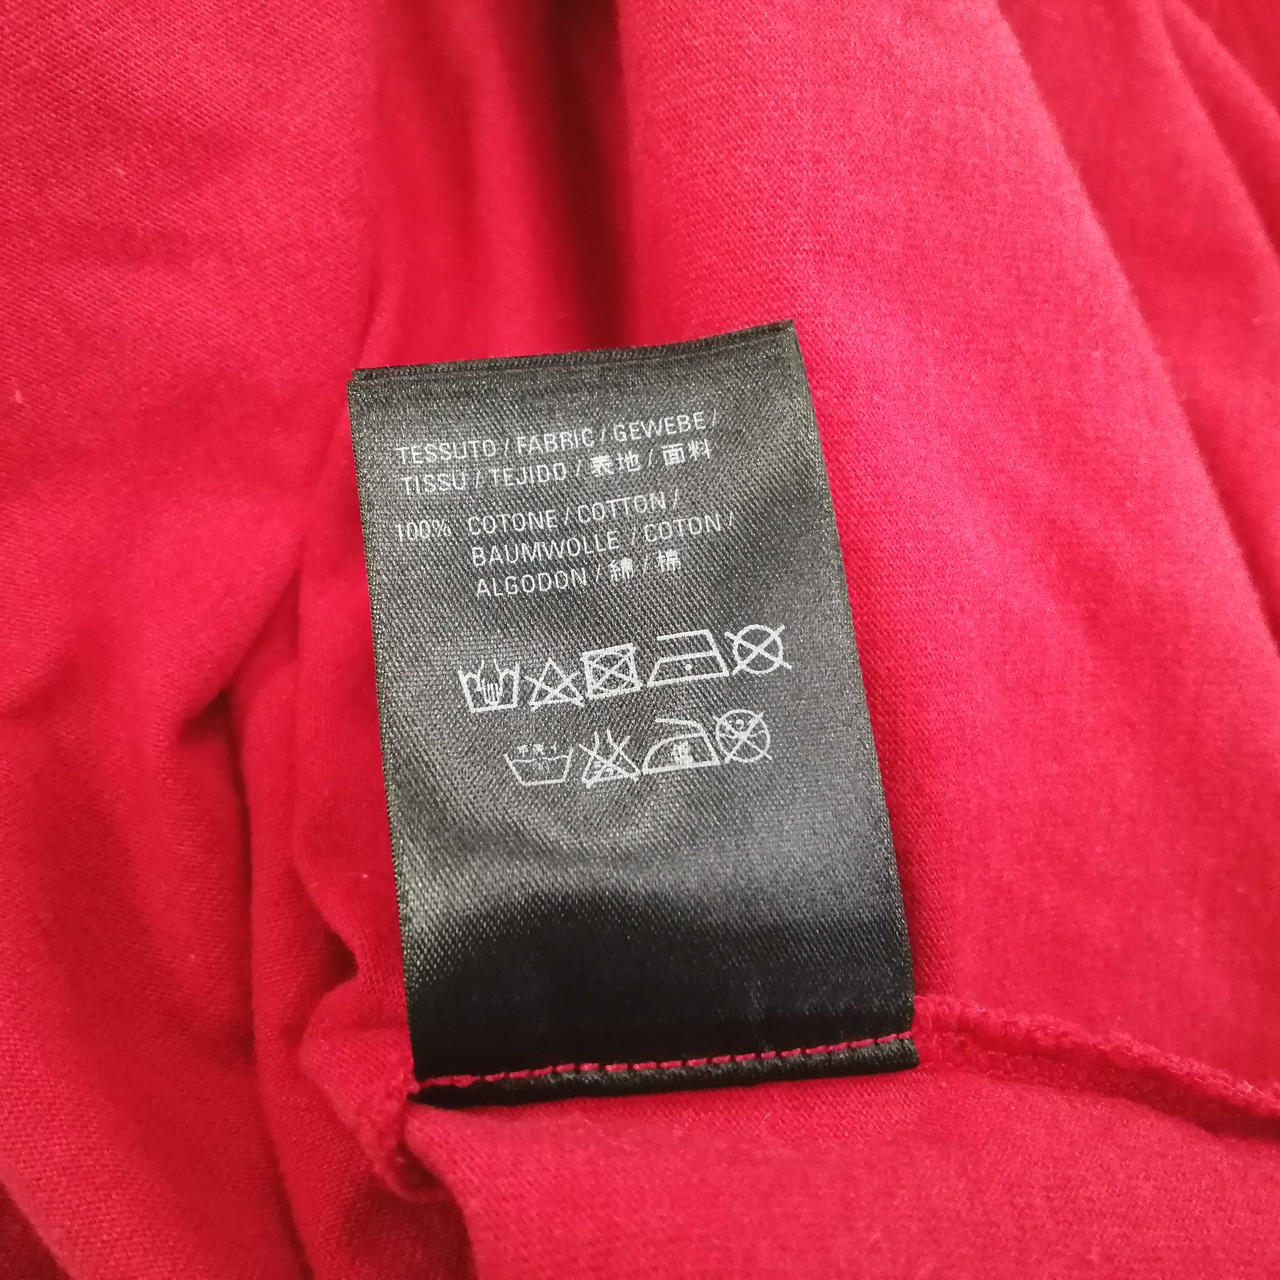 TESSUTO / FABRIC / GEWEBE /
TISSU / TEJIDO / 表地 / 面料
100% COTONE / COTTON /
BAUMWOLLE / COTON /
ALGODON / 綿 / 棉